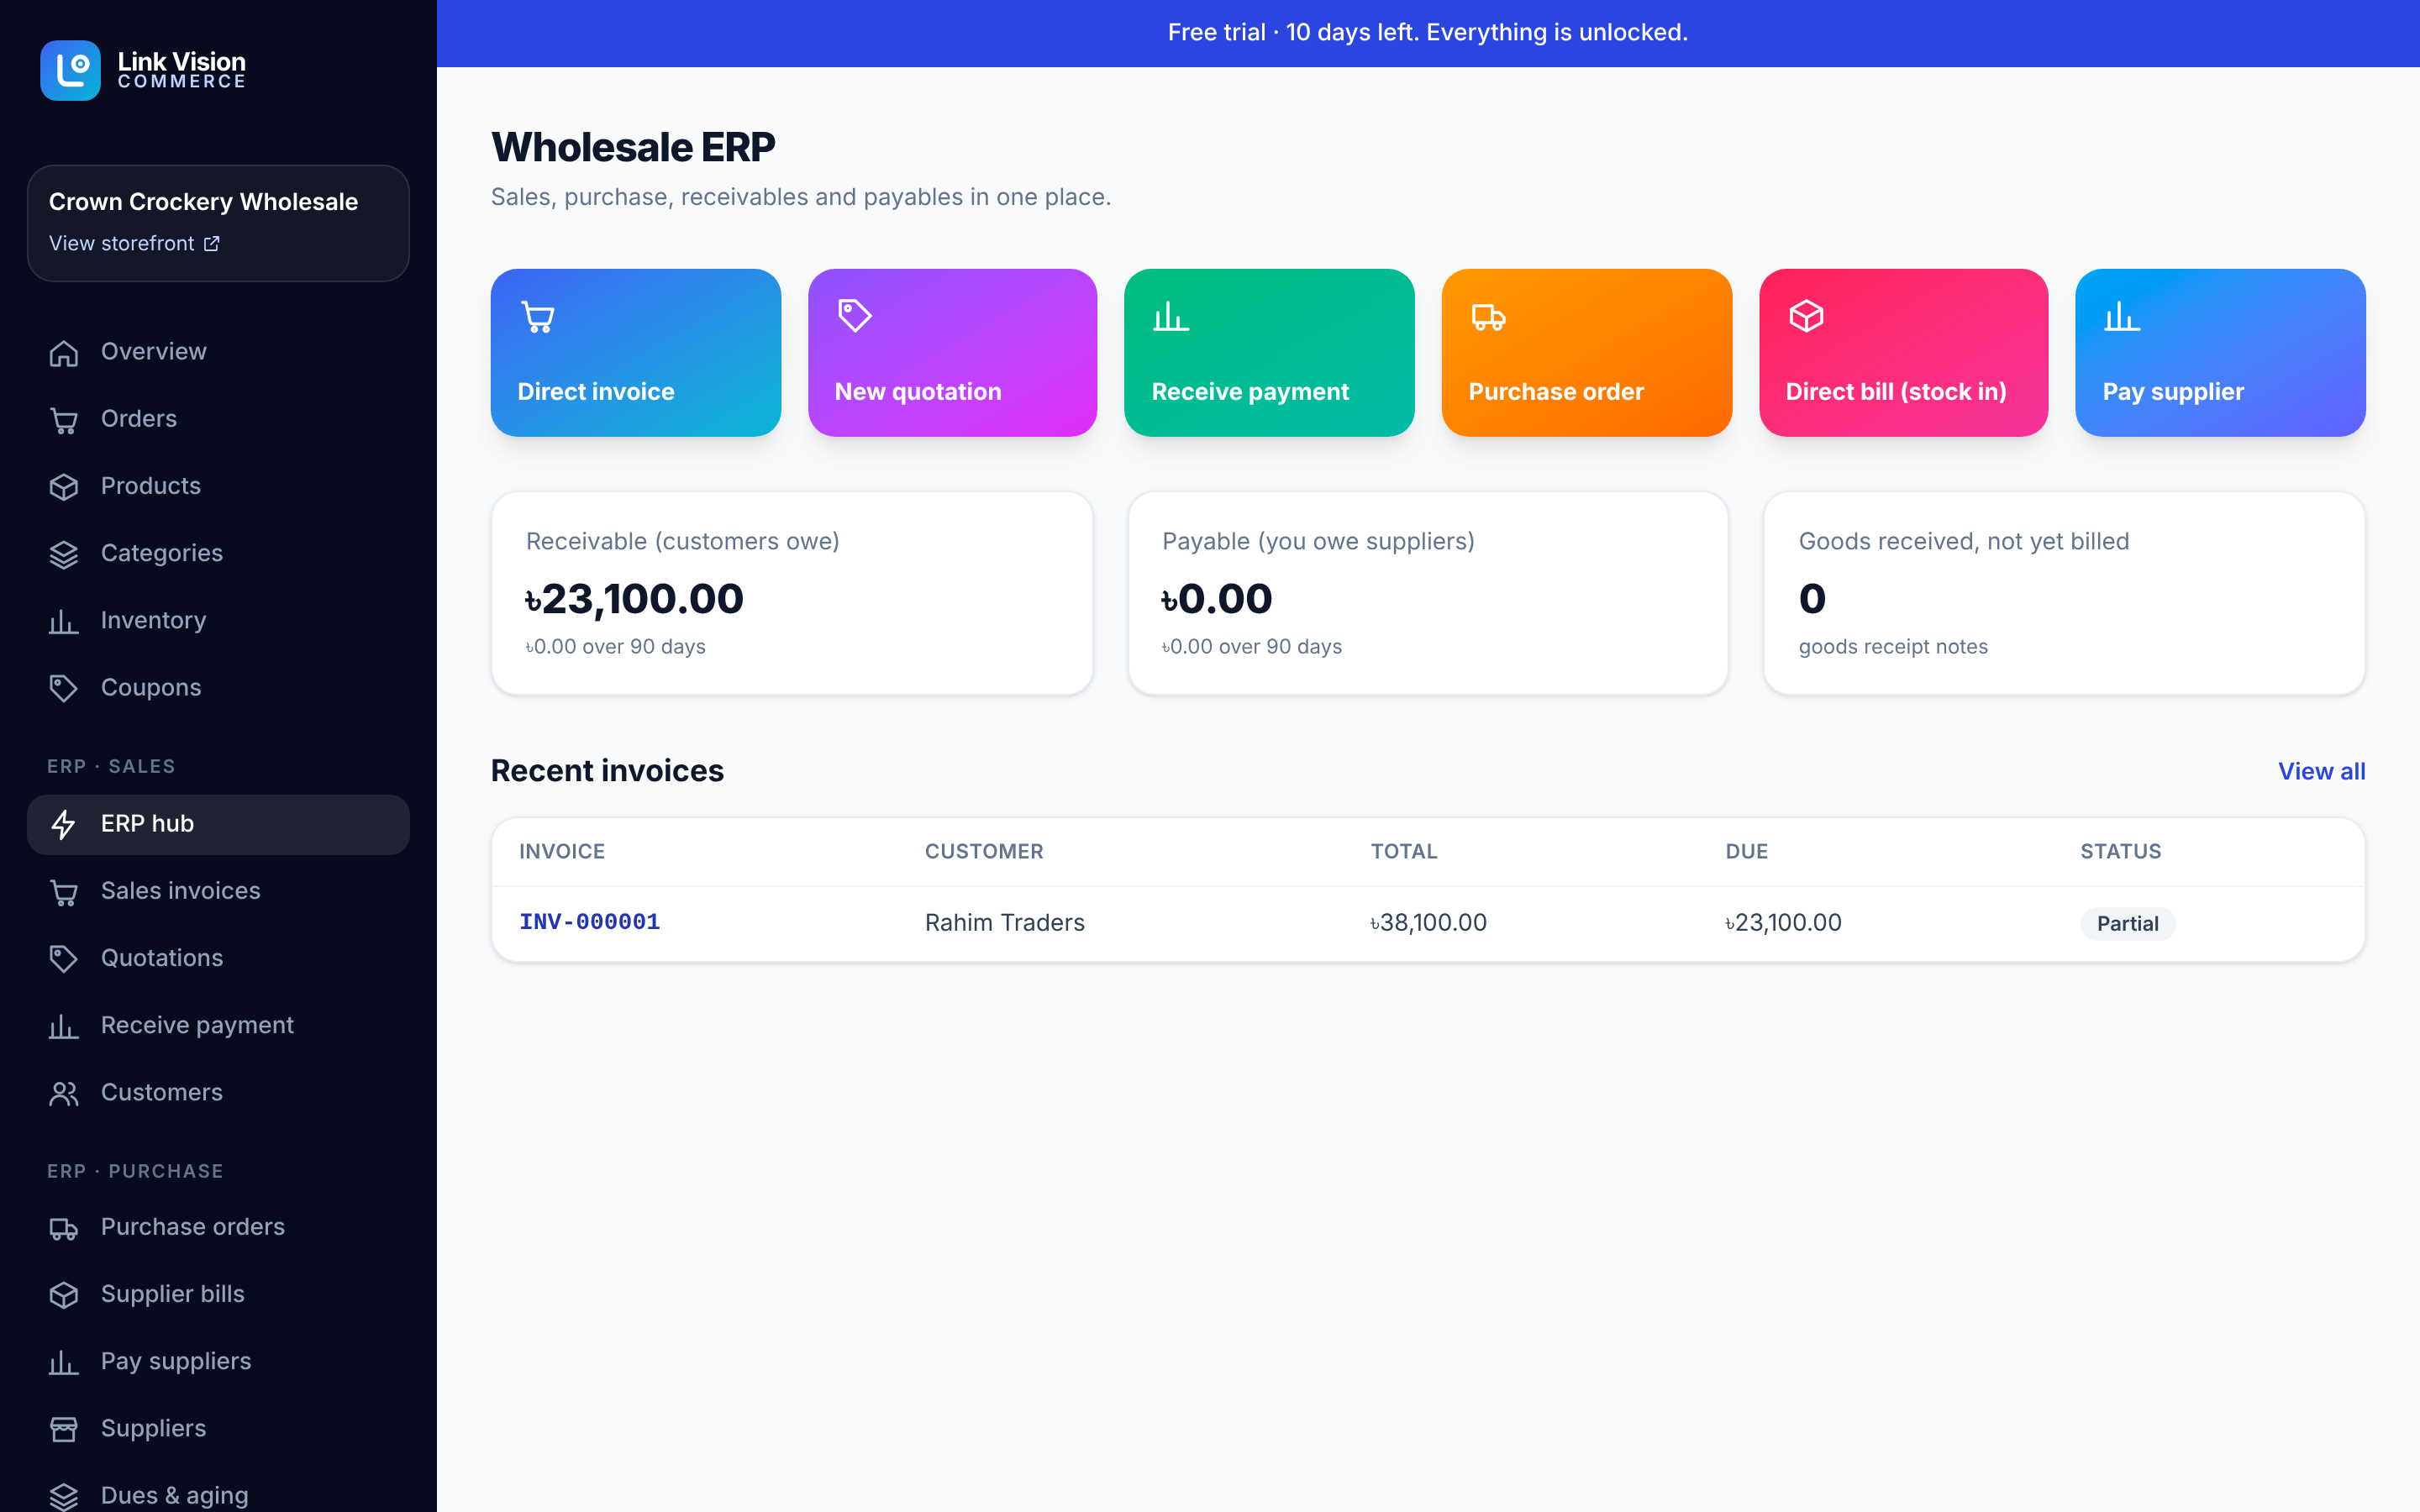 Link Vision
COMMERCE
Crown Crockery Wholesale
View storefront
Overview
Orders
Products
Categories
Inventory
Coupons
ERP · SALES
ERP hub
Sales invoices
Quotations
Receive payment
Customers
ERP · PURCHASE
Purchase orders
Supplier bills
Pay suppliers
Suppliers
Dues & aging
Free trial · 10 days left. Everything is unlocked.
Wholesale ERP
Sales, purchase, receivables and payables in one place.
Direct invoice
New quotation
Receive payment
Purchase order
Direct bill (stock in)
Pay supplier
Receivable (customers owe)
৳23,100.00
৳0.00 over 90 days
Payable (you owe suppliers)
৳0.00
৳0.00 over 90 days
Goods received, not yet billed
0
goods receipt notes
Recent invoices
View all
INVOICE CUSTOMER TOTAL DUE STATUS
INV-000001 Rahim Traders ৳38,100.00 ৳23,100.00 Partial